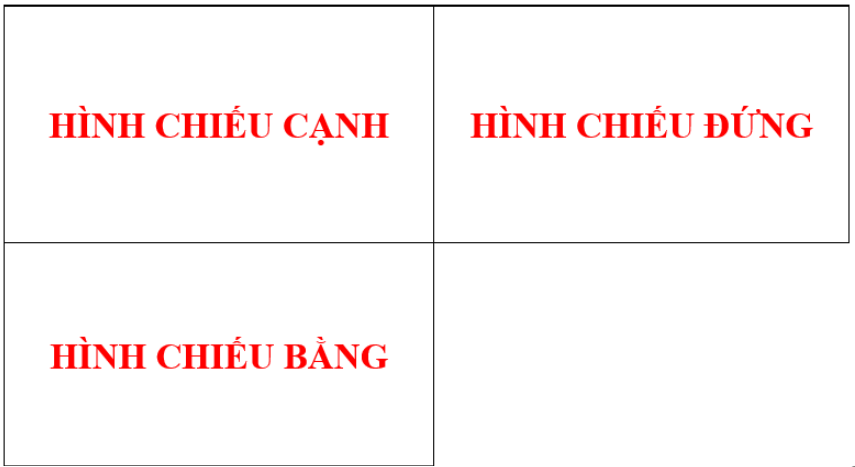 HÌNH CHIẾU CẠNH
HÌNH CHIẾU ĐỨNG
HÌNH CHIẾU BẰNG